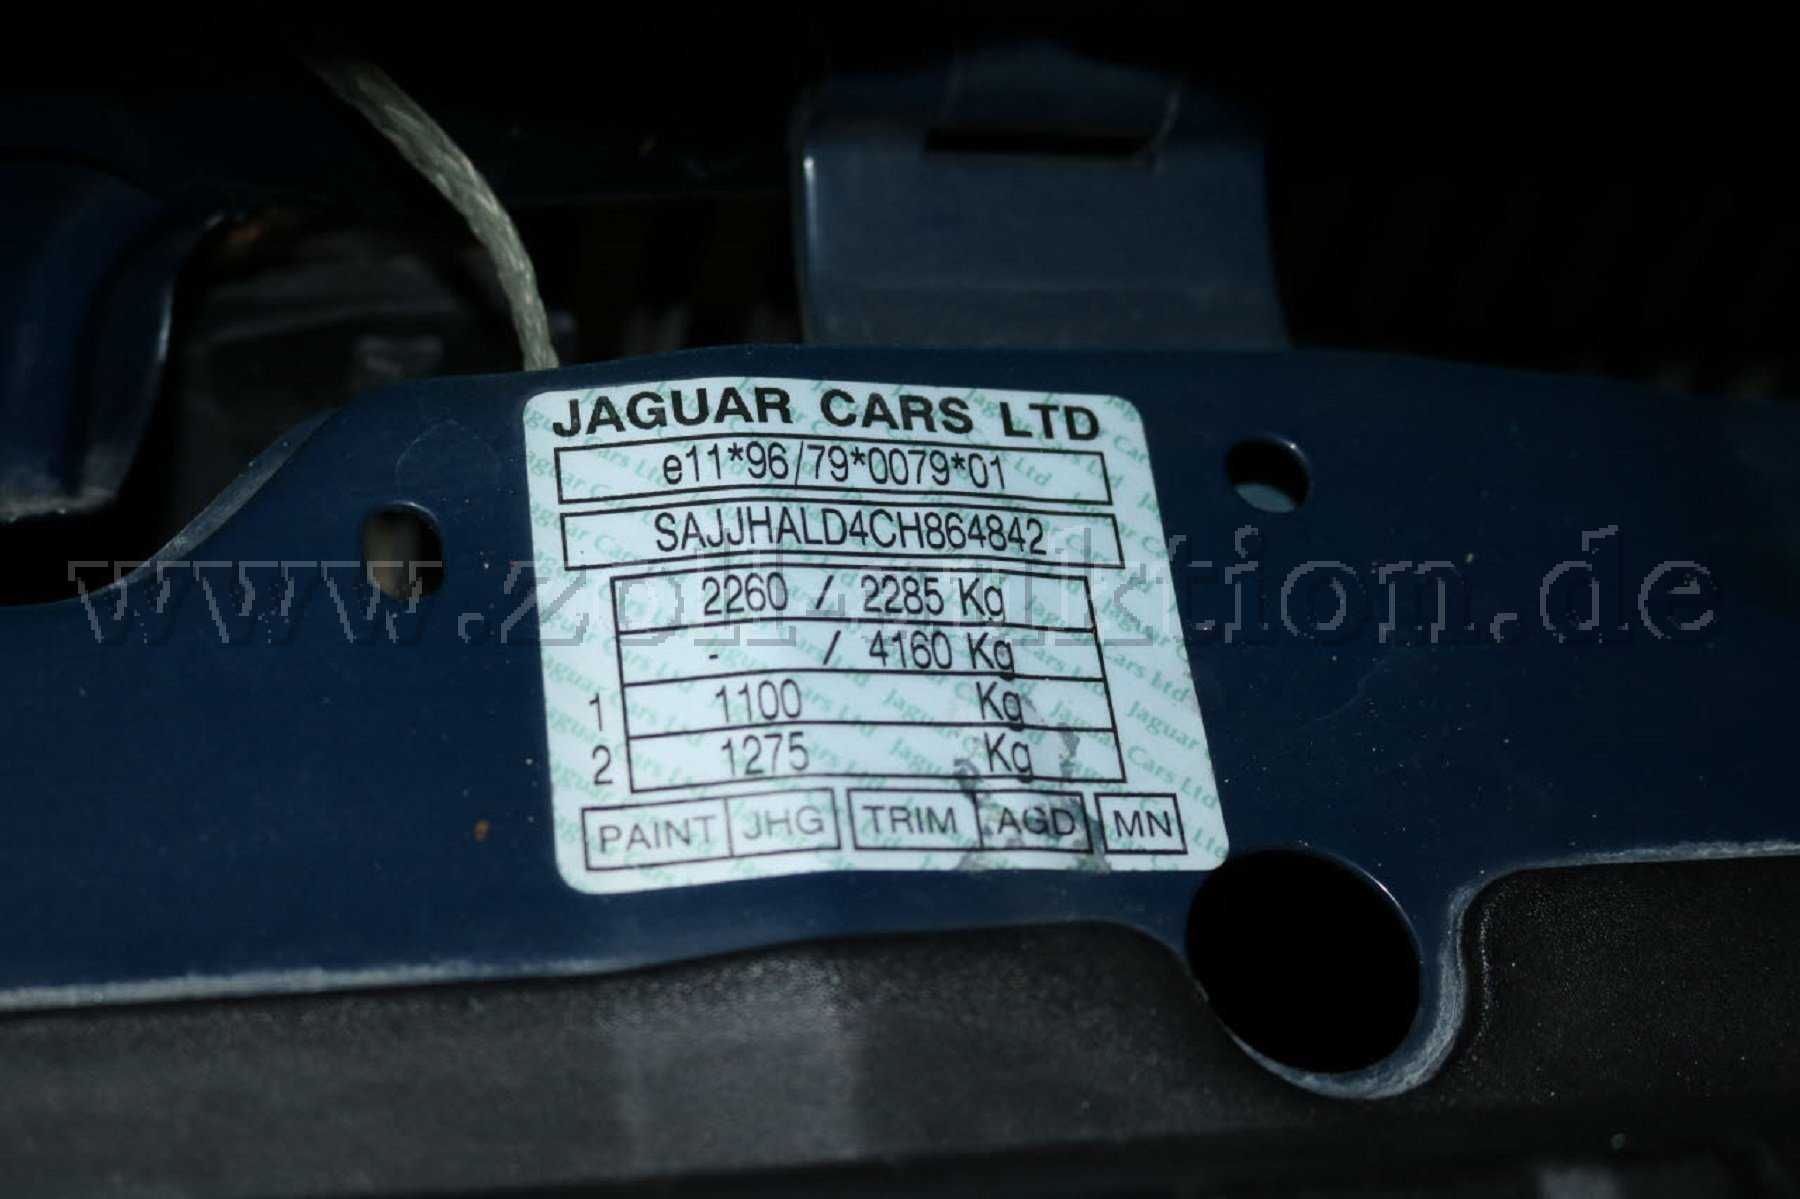 JAGUAR CARS LTD
e11*96/79*0079*01
SAJJHALD4CH864842
2260 / 2285 Kg
- / 4160 Kg
1 1100 Kg
2 1275 Kg
PAINT JHG TRIM AGD MN
www.zoll-auktion.de